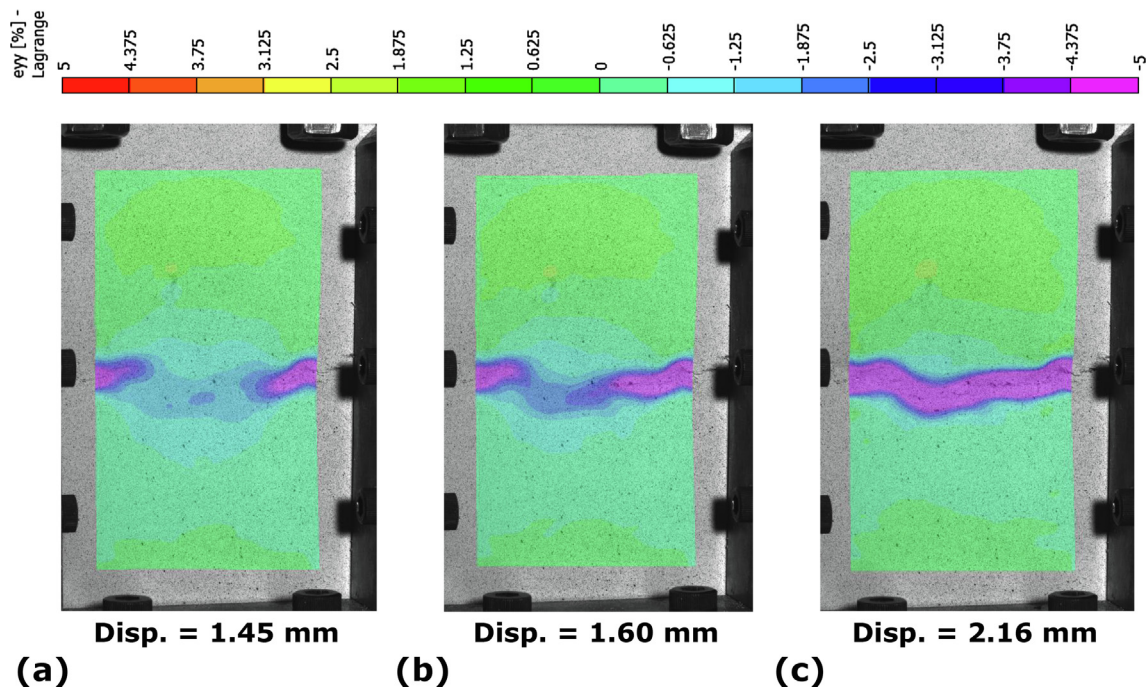 eyy [%] -
Lagrange
5
4.375
3.75
3.125
2.5
1.875
1.25
0.625
0
-0.625
-1.25
-1.875
-2.5
-3.125
-3.75
-4.375
-5
Disp. = 1.45 mm
Disp. = 1.60 mm
Disp. = 2.16 mm
(a)
(b)
(c)